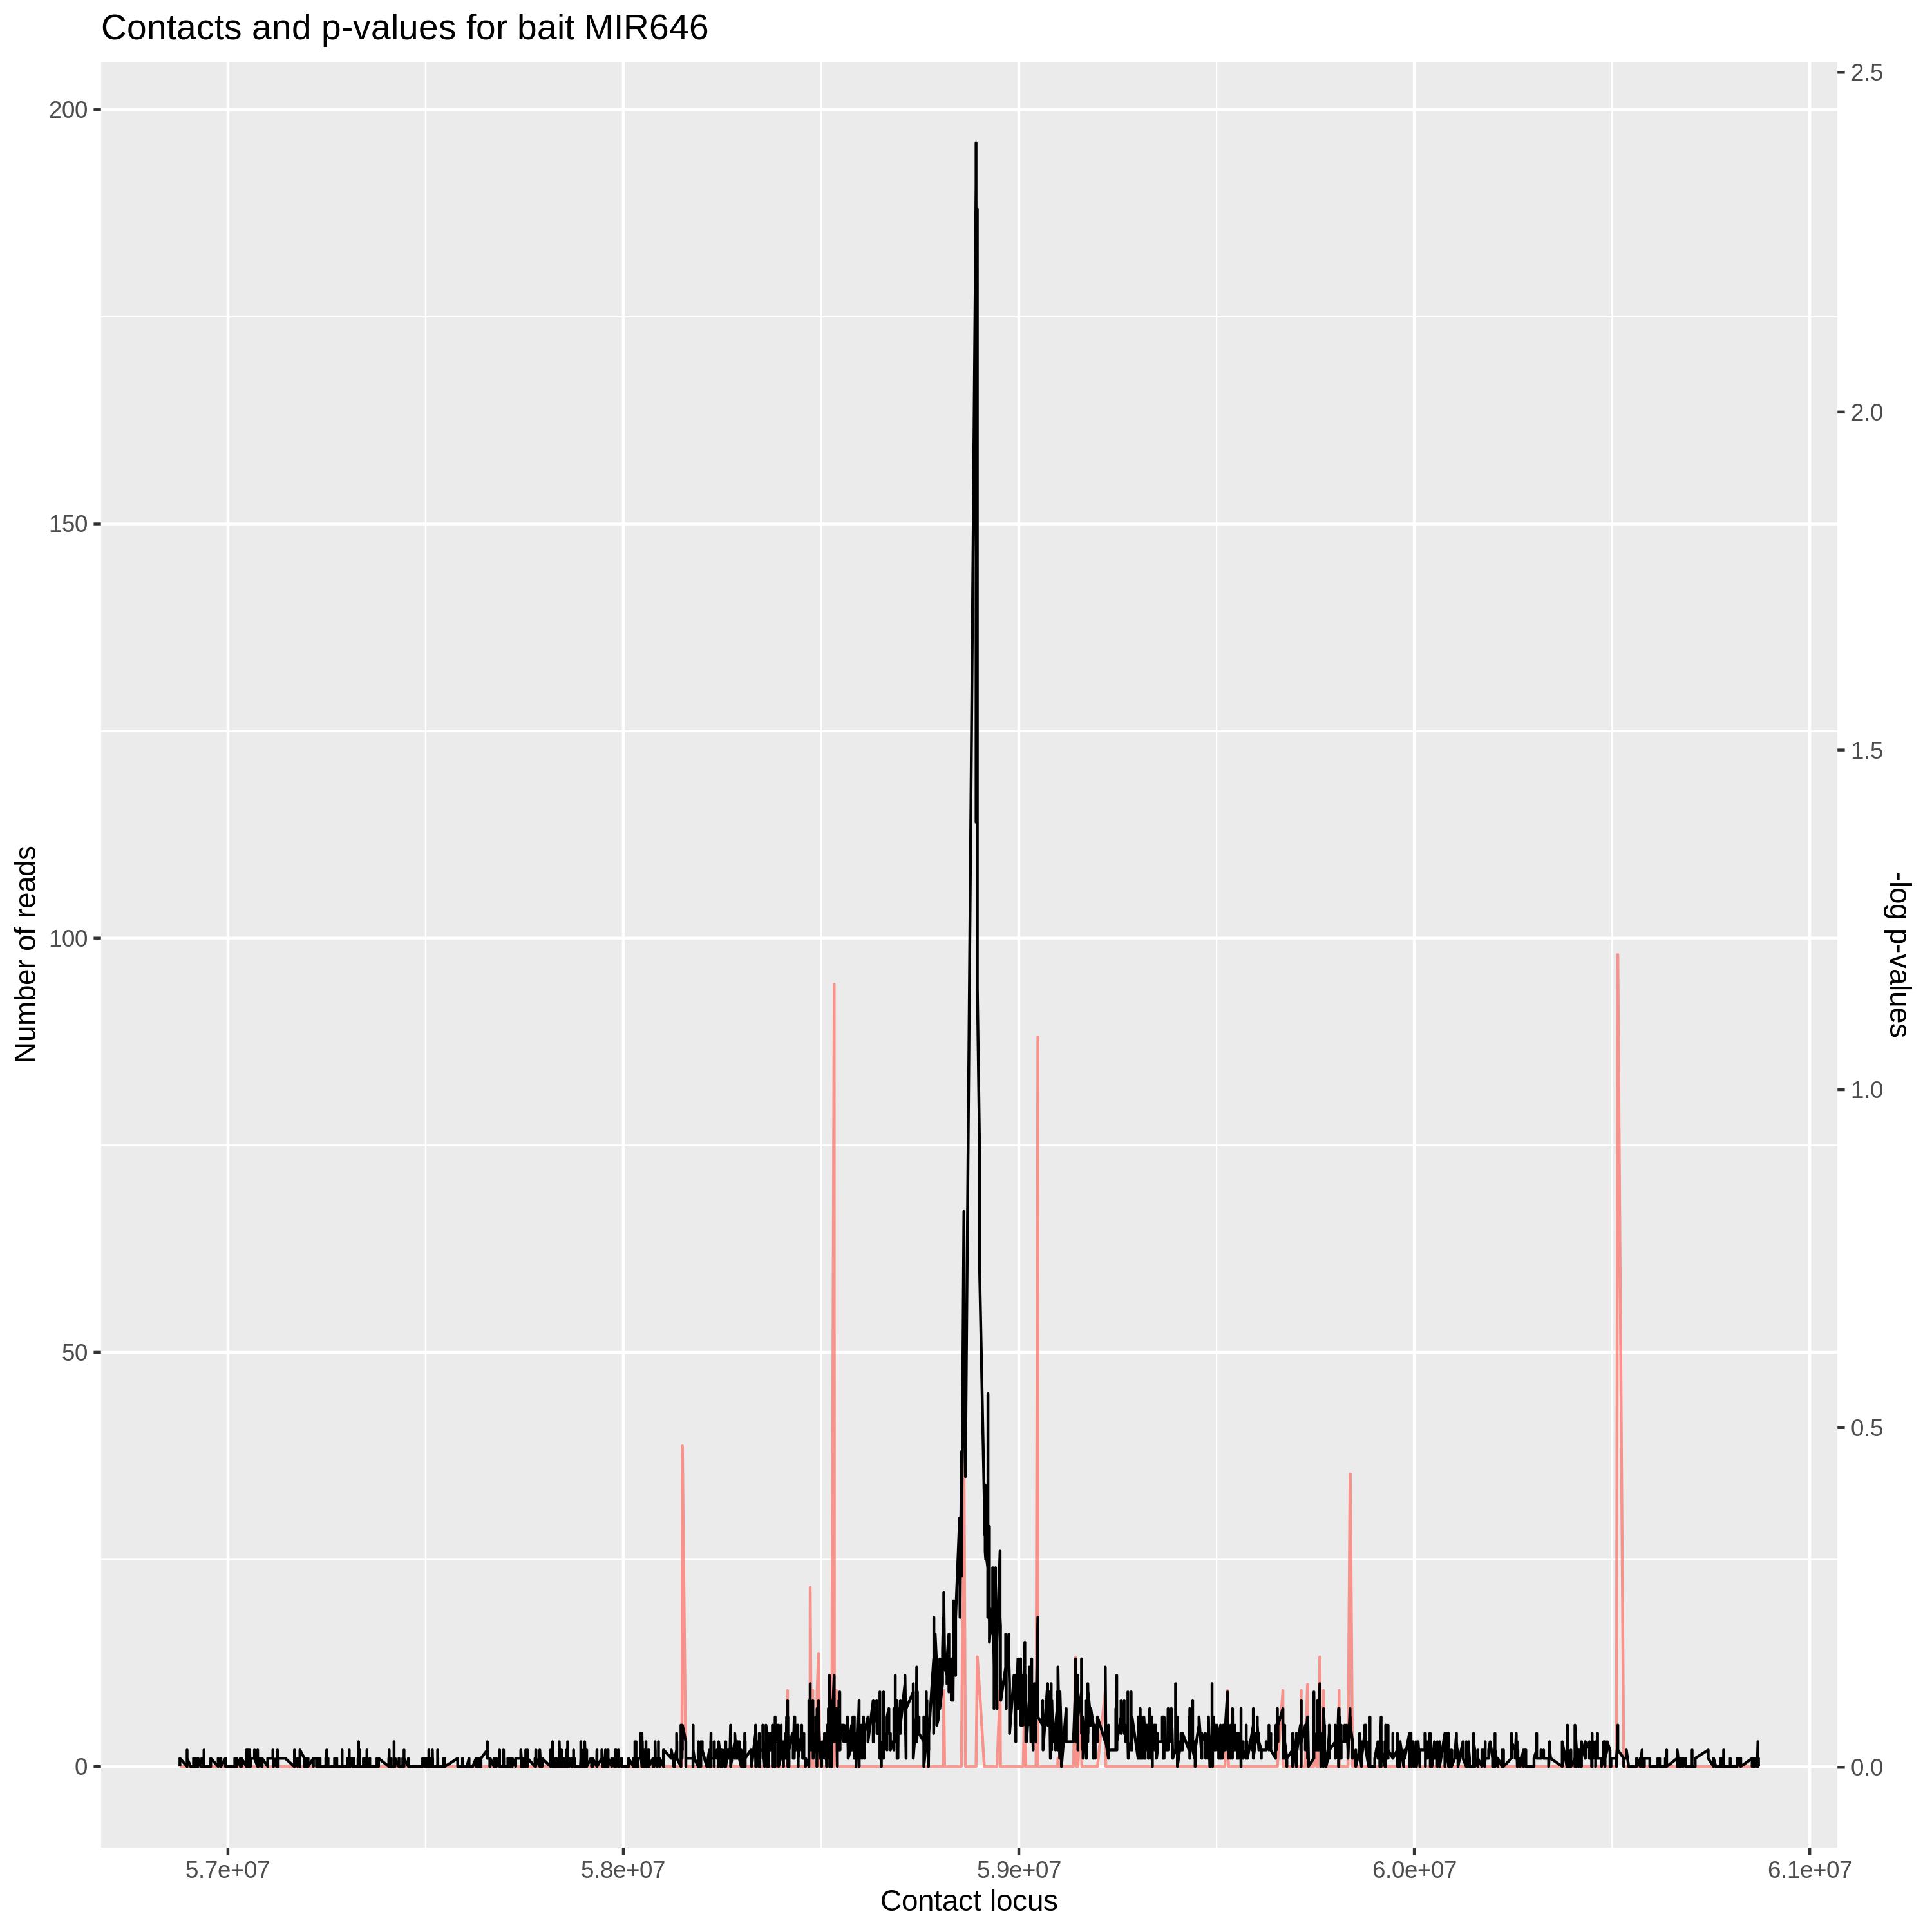 Contacts and p-values for bait MIR646
200
150
100
50
0
2.5
2.0
1.5
1.0
0.5
0.0
Number of reads
-log p-values
5.7e+07 5.8e+07 5.9e+07 6.0e+07 6.1e+07
Contact locus